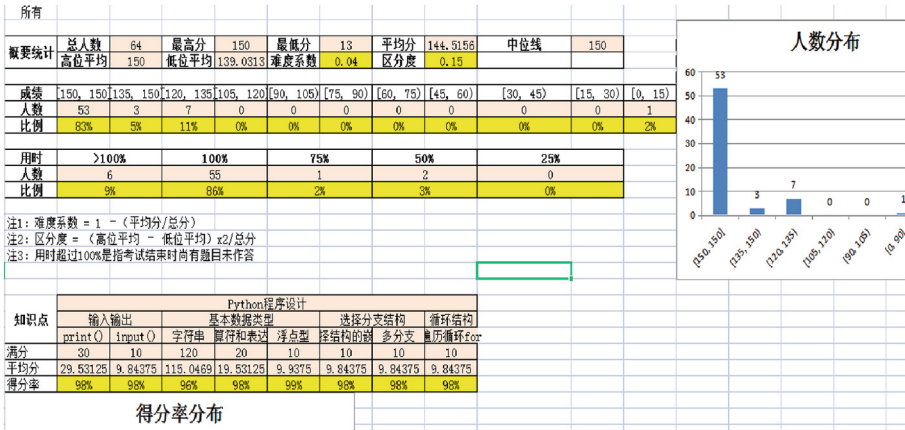 所有
概要统计 总人数 64 最高分 150 最低分 13 平均分 144.5156 中位线 150
高位平均 150 低位平均 139.0313 难度系数 0.04 区分度 0.15
成绩 [150, 150] [135, 150) [120, 135) [105, 120) [90, 105) [75, 90) [60, 75) [45, 60) [30, 45) [15, 30) [0, 15)
人数 53 3 7 0 0 0 0 0 0 0 1
比例 83% 5% 11% 0% 0% 0% 0% 0% 0% 0% 2%
用时 >100% 100% 75% 50% 25%
人数 6 55 1 2 0
比例 9% 86% 2% 3% 0%
注1: 难度系数 = 1 - (平均分/总分)
注2: 区分度 = (高位平均 - 低位平均) x2/总分
注3: 用时超过100%是指考试结束时尚有题目未作答
Python程序设计
知识点 输入输出 基本数据类型 选择分支结构 循环结构
print() input() 字符串 算符和表达 浮点型 择结构的嵌 多分支 遍历循环for
满分 30 10 120 20 10 10 10 10
平均分 29.53125 9.84375 115.0469 19.53125 9.9375 9.84375 9.84375 9.84375
得分率 98% 98% 96% 98% 99% 98% 98% 98%
得分率分布
人数分布
60
50
40
30
20
10
0
53
3
7
0
0
1
[150, 150]
[135, 150)
[120, 135)
[105, 120)
[90, 105)
[0, 90)